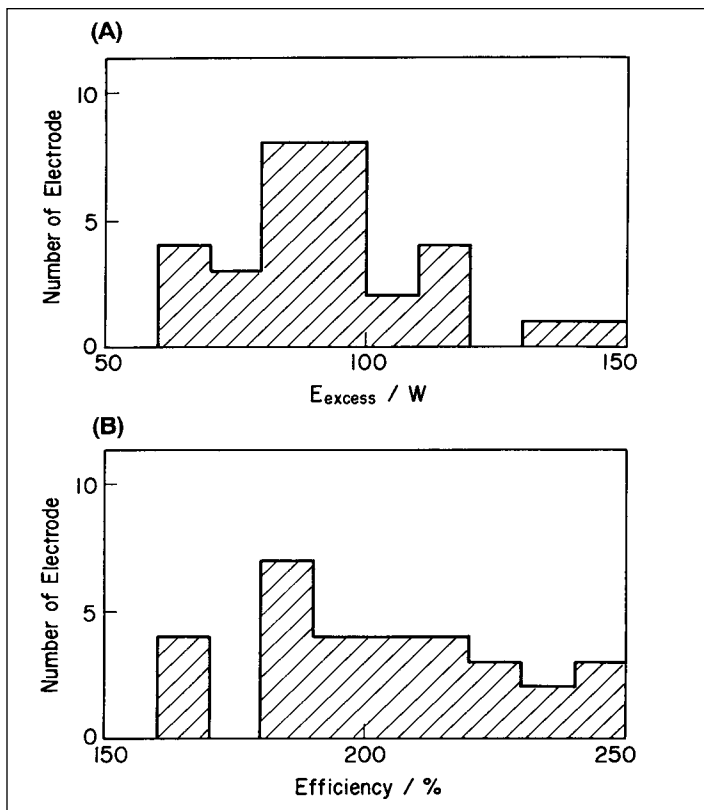 (A)
10
5
0
Number of Electrode
50 100 150
Eexcess / W
(B)
10
5
0
Number of Electrode
150 200 250
Efficiency / %